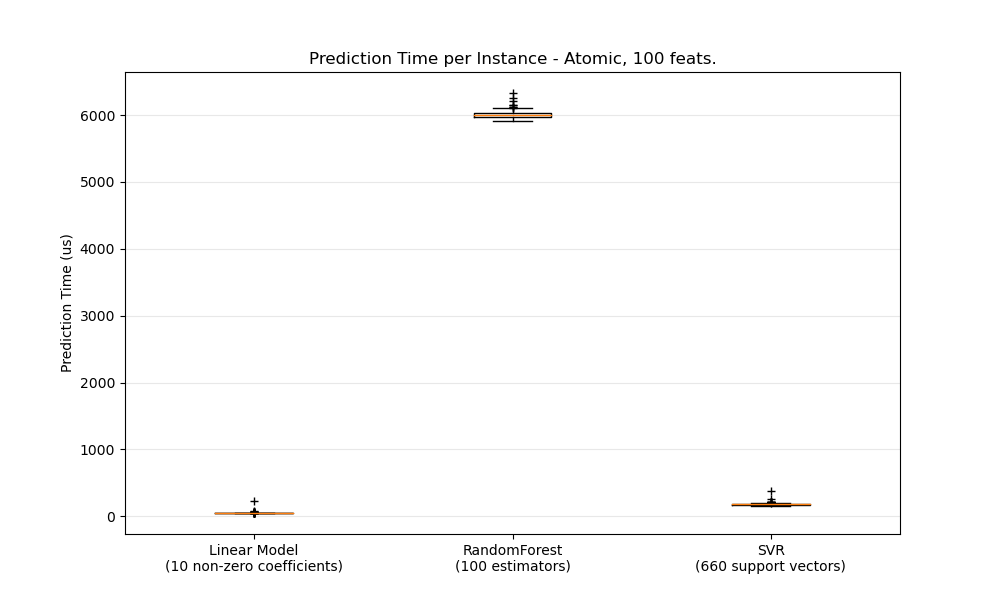 Prediction Time per Instance - Atomic, 100 feats.
Prediction Time (us)
6000
5000
4000
3000
2000
1000
0
Linear Model
(10 non-zero coefficients)
RandomForest
(100 estimators)
SVR
(660 support vectors)